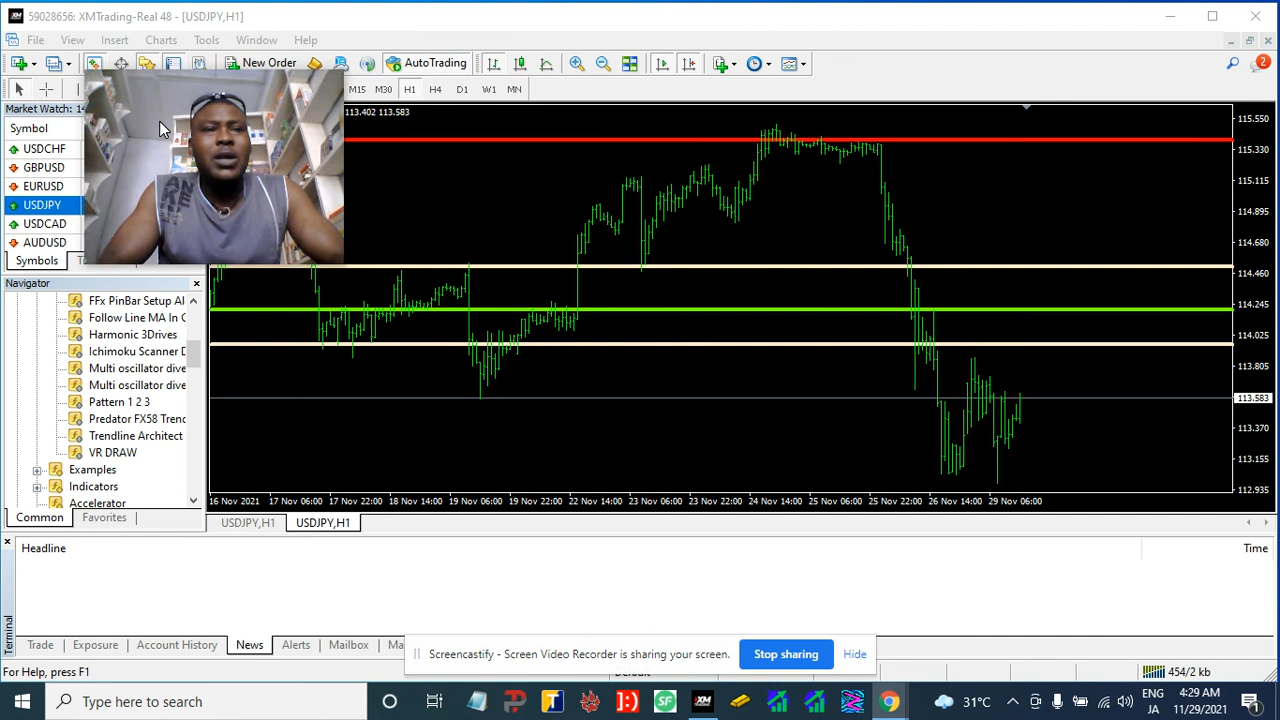 59028656: XMTrading-Real 48 - [USDJPY,H1]
File View Insert Charts Tools Window Help
New Order AutoTrading
M15 M30 H1 H4 D1 W1 MN
Market Watch: 14
Symbol
USDCHF
GBPUSD
EURUSD
USDJPY
USDCAD
AUDUSD
Symbols
113.402 113.583
115.550
115.330
115.115
114.895
114.680
114.460
114.245
114.025
113.805
113.583
113.370
113.155
112.935
16 Nov 2021 17 Nov 06:00 17 Nov 22:00 18 Nov 14:00 19 Nov 06:00 19 Nov 22:00 22 Nov 14:00 23 Nov 06:00 23 Nov 22:00 24 Nov 14:00 25 Nov 06:00 25 Nov 22:00 26 Nov 14:00 29 Nov 06:00
Navigator
FFx PinBar Setup Al
Follow Line MA In C
Harmonic 3Drives
Ichimoku Scanner D
Multi oscillator dive
Multi oscillator dive
Pattern 1 2 3
Predator FX58 Trend
Trendline Architect
VR DRAW
Examples
Indicators
Accelerator
Common Favorites
USDJPY,H1 USDJPY,H1
Headline Time
Terminal
Trade Exposure Account History News Alerts Mailbox Ma
Screencastify - Screen Video Recorder is sharing your screen. Stop sharing Hide
For Help, press F1
Default
454/2 kb
Type here to search
31°C
ENG
JA
4:29 AM
11/29/2021
2
1